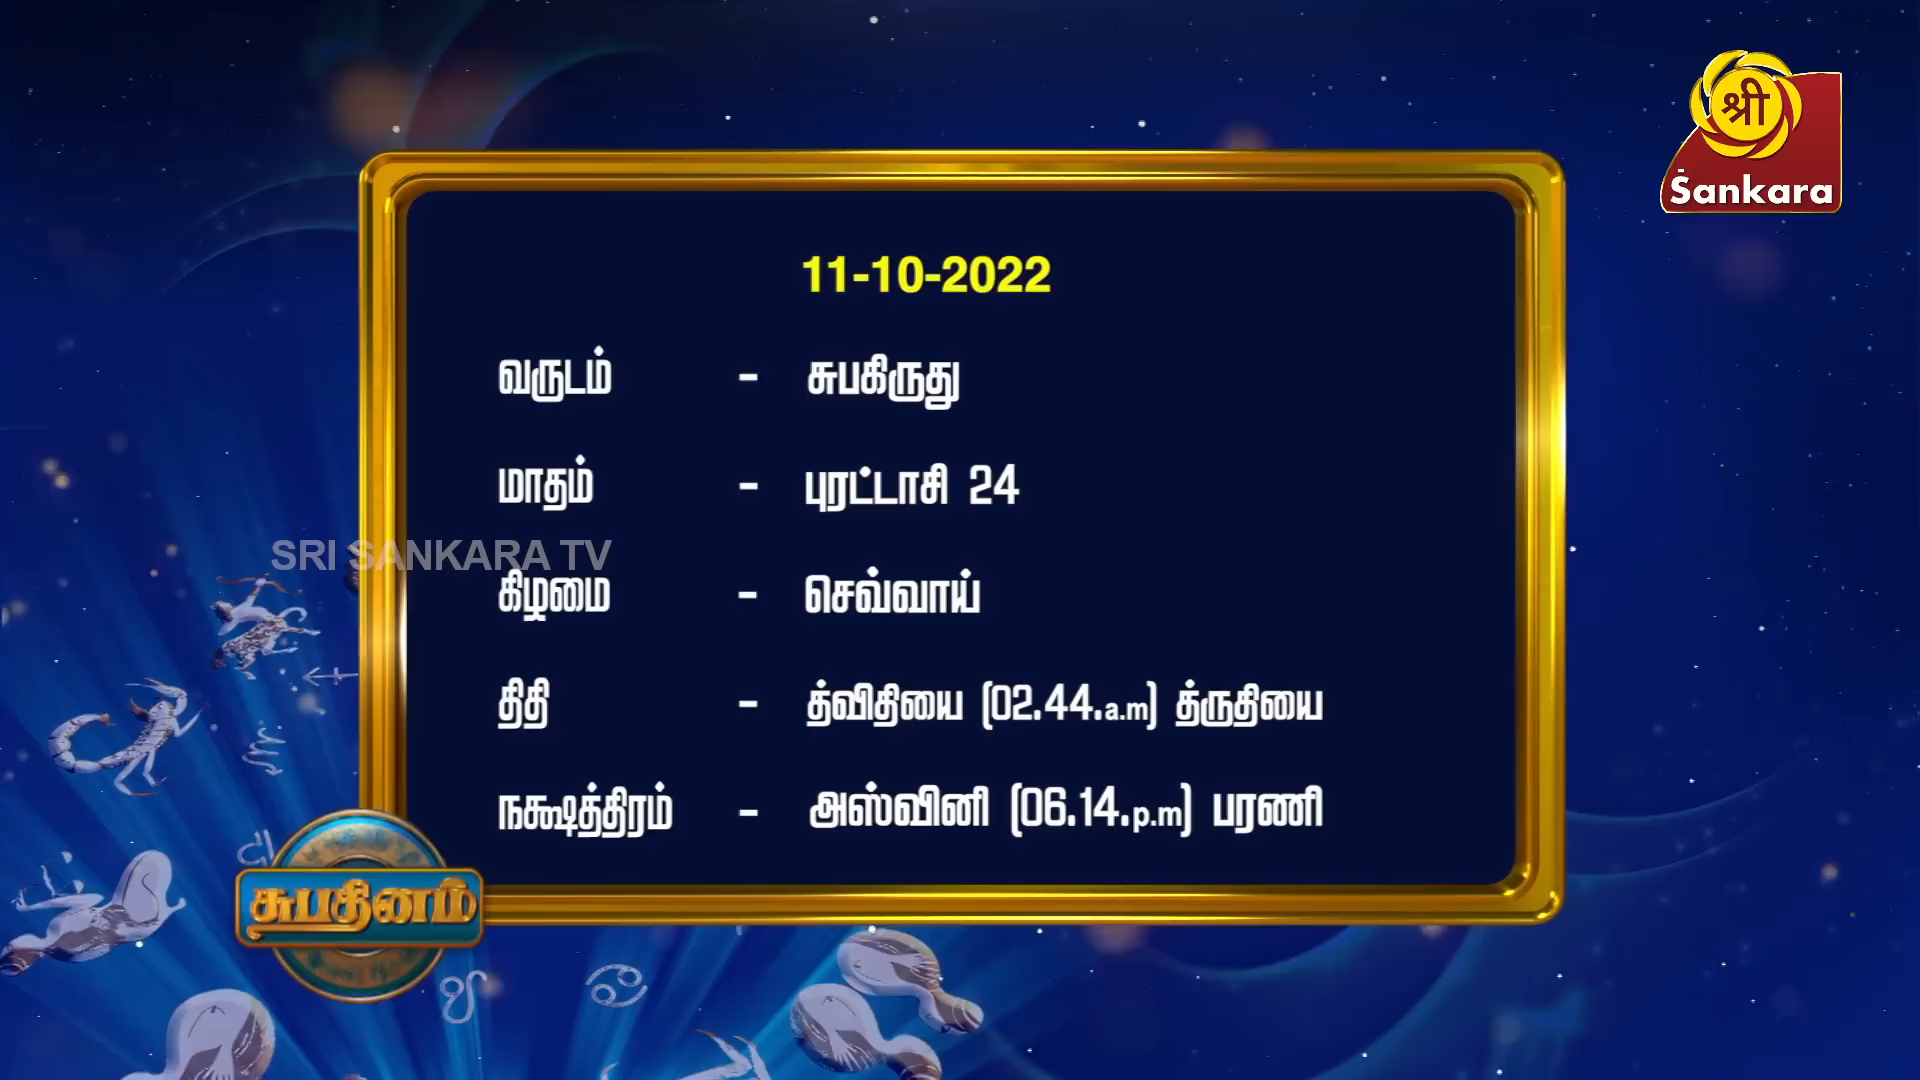 श्री
Sankara
11-10-2022
வருடம் - சுபகிருது
மாதம் - புரட்டாசி 24
SRI SANKARA TV
கிழமை - செவ்வாய்
திதி - த்விதியை (02.44.a.m) த்ருதியை
நக்ஷத்திரம் - அஸ்வினி (06.14.p.m) பரணி
சுபதினம்